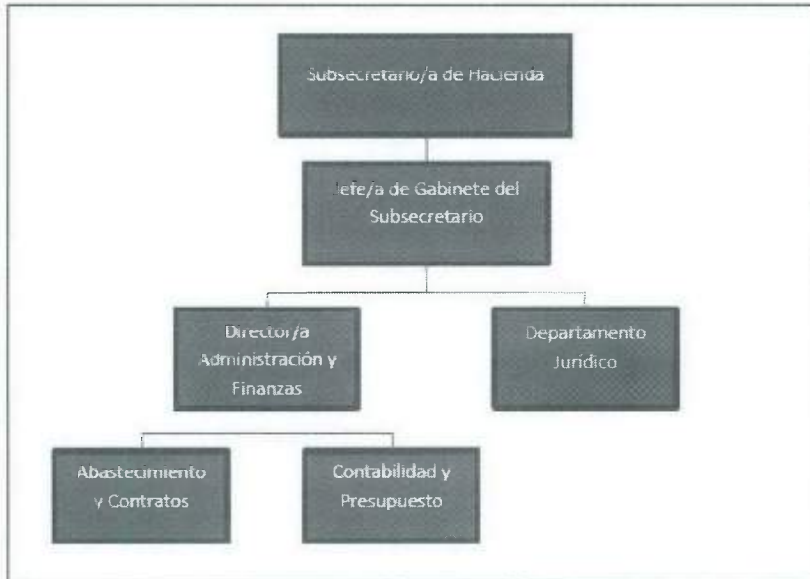 Subsecretario/a de Hacienda
Jefe/a de Gabinete del
Subsecretario
Director/a
Administración y
Finanzas
Departamento
Jurídico
Abastecimiento
y Contratos
Contabilidad y
Presupuesto